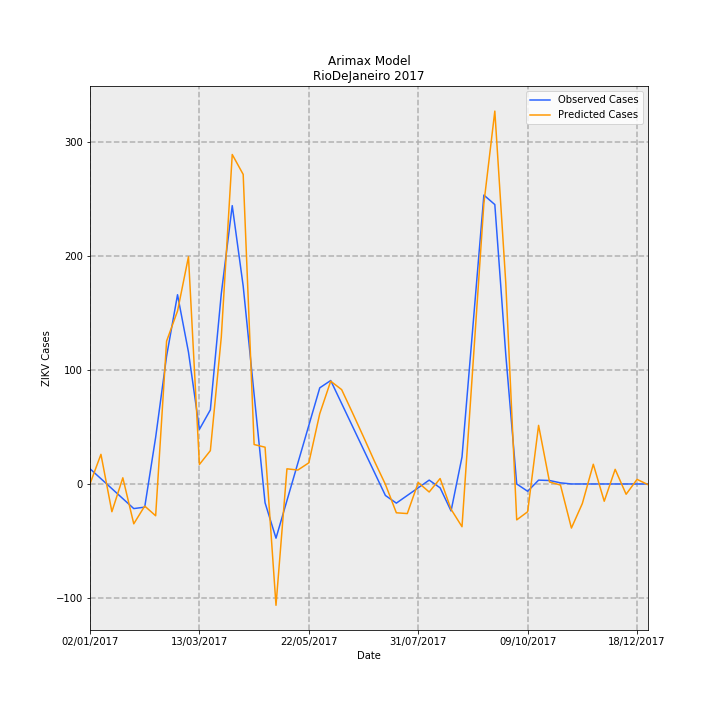 Arimax Model
RioDeJaneiro 2017
Observed Cases
Predicted Cases
300
200
100
0
−100
ZIKV Cases
02/01/2017 13/03/2017 22/05/2017 31/07/2017 09/10/2017 18/12/2017
Date